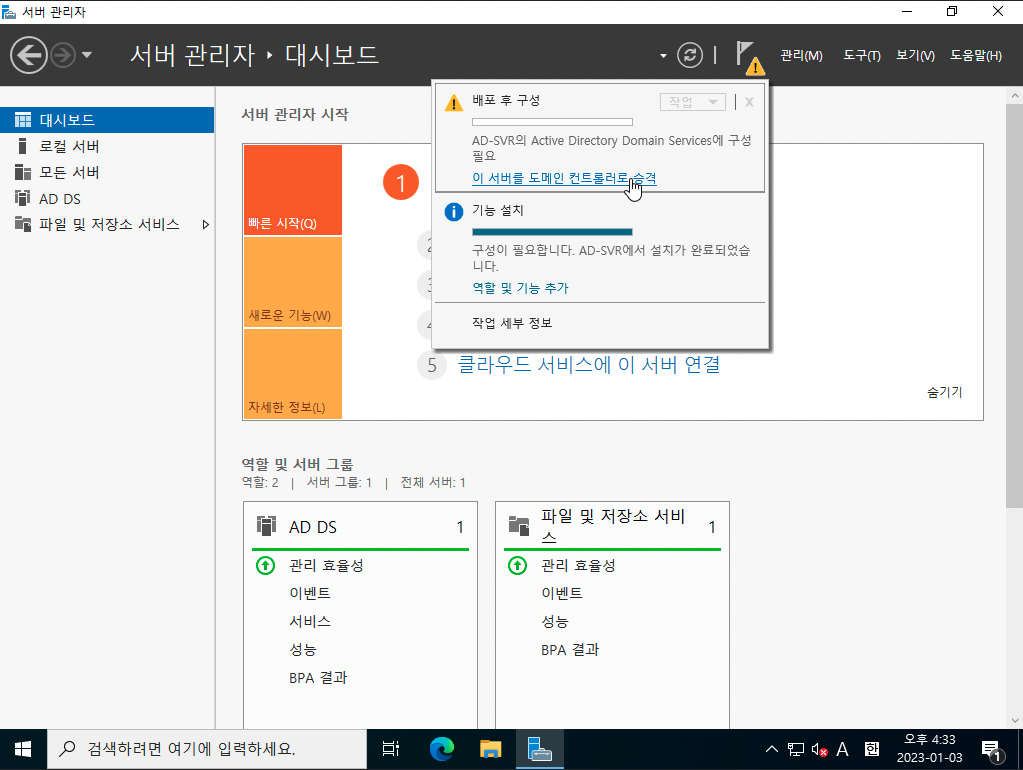 서버 관리자
서버 관리자 ‣ 대시보드
관리(M) 도구(T) 보기(V) 도움말(H)
대시보드
로컬 서버
모든 서버
AD DS
파일 및 저장소 서비스
서버 관리자 시작
빠른 시작(Q)
새로운 기능(W)
자세한 정보(L)
1
배포 후 구성
작업
X
AD-SVR의 Active Directory Domain Services에 구성
필요
이 서버를 도메인 컨트롤러로 승격
기능 설치
구성이 필요합니다. AD-SVR에서 설치가 완료되었습
니다.
역할 및 기능 추가
작업 세부 정보
5 클라우드 서비스에 이 서버 연결
숨기기
역할 및 서버 그룹
역할: 2 | 서버 그룹: 1 | 전체 서버: 1
AD DS 1
관리 효율성
이벤트
서비스
성능
BPA 결과
파일 및 저장소 서비
스
1
관리 효율성
이벤트
성능
BPA 결과
검색하려면 여기에 입력하세요.
A 한
오후 4:33
2023-01-03
1